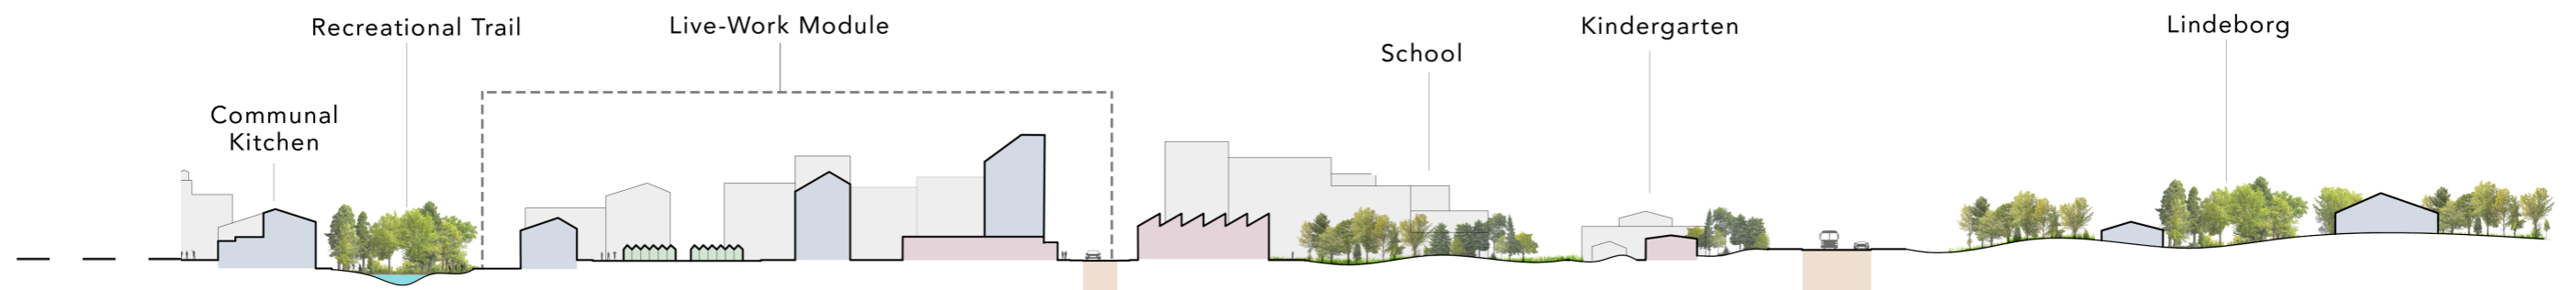 Communal
Kitchen
Recreational Trail
Live-Work Module
School
Kindergarten
Lindeborg